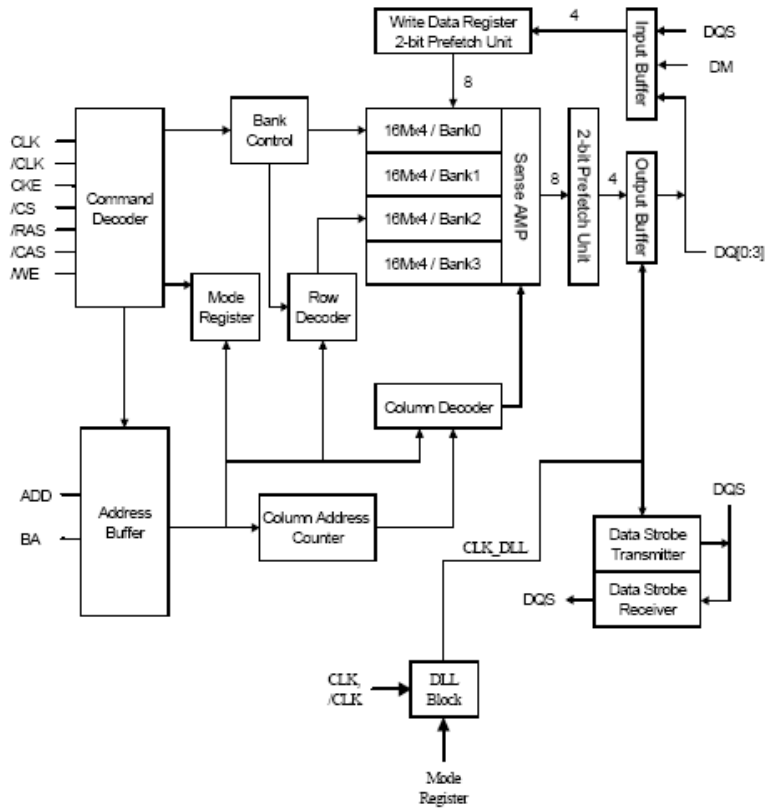 Write Data Register
2-bit Prefetch Unit
4
Input Buffer
DQS
DM
8
Bank
Control
16Mx4 / Bank0
16Mx4 / Bank1
16Mx4 / Bank2
16Mx4 / Bank3
Sense AMP
8
2-bit Prefetch Unit
4
Output Buffer
DQ[0:3]
CLK
/CLK
CKE
/CS
/RAS
/CAS
/WE
Command
Decoder
Mode
Register
Row
Decoder
Column Decoder
ADD
BA
Address
Buffer
Column Address
Counter
CLK_DLL
DQS
Data Strobe
Transmitter
Data Strobe
Receiver
DQS
CLK,
/CLK
DLL
Block
Mode
Register